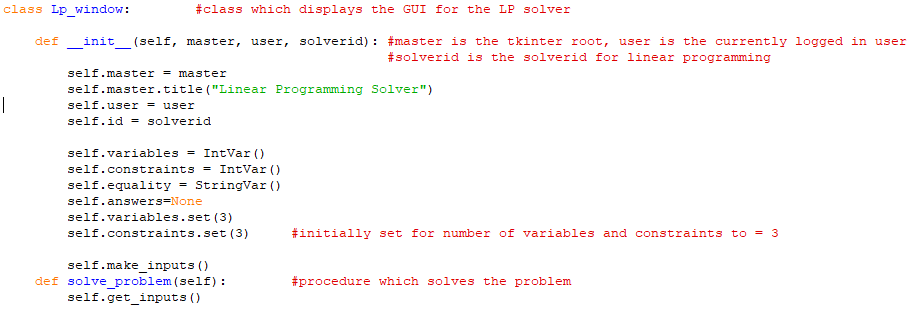 class Lp_window:        #class which displays the GUI for the LP solver
    def __init__(self, master, user, solverid): #master is the tkinter root, user is the currently logged in user
                                                #solverid is the solverid for linear programming
        self.master = master
        self.master.title("Linear Programming Solver")
        self.user = user
        self.id = solverid
        self.variables = IntVar()
        self.constraints = IntVar()
        self.equality = StringVar()
        self.answers=None
        self.variables.set(3)
        self.constraints.set(3)     #initially set for number of variables and constraints to = 3
        self.make_inputs()
    def solve_problem(self):        #procedure which solves the problem
        self.get_inputs()